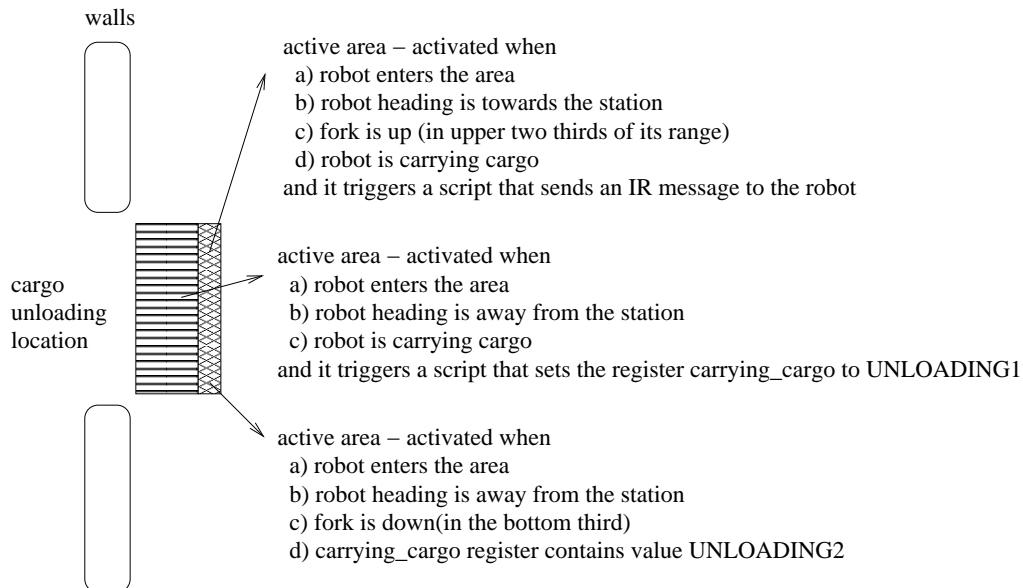 walls
active area – activated when
a) robot enters the area
b) robot heading is towards the station
c) fork is up (in upper two thirds of its range)
d) robot is carrying cargo
and it triggers a script that sends an IR message to the robot
cargo
unloading
location
active area – activated when
a) robot enters the area
b) robot heading is away from the station
c) robot is carrying cargo
and it triggers a script that sets the register carrying_cargo to UNLOADING1
active area – activated when
a) robot enters the area
b) robot heading is away from the station
c) fork is down(in the bottom third)
d) carrying_cargo register contains value UNLOADING2